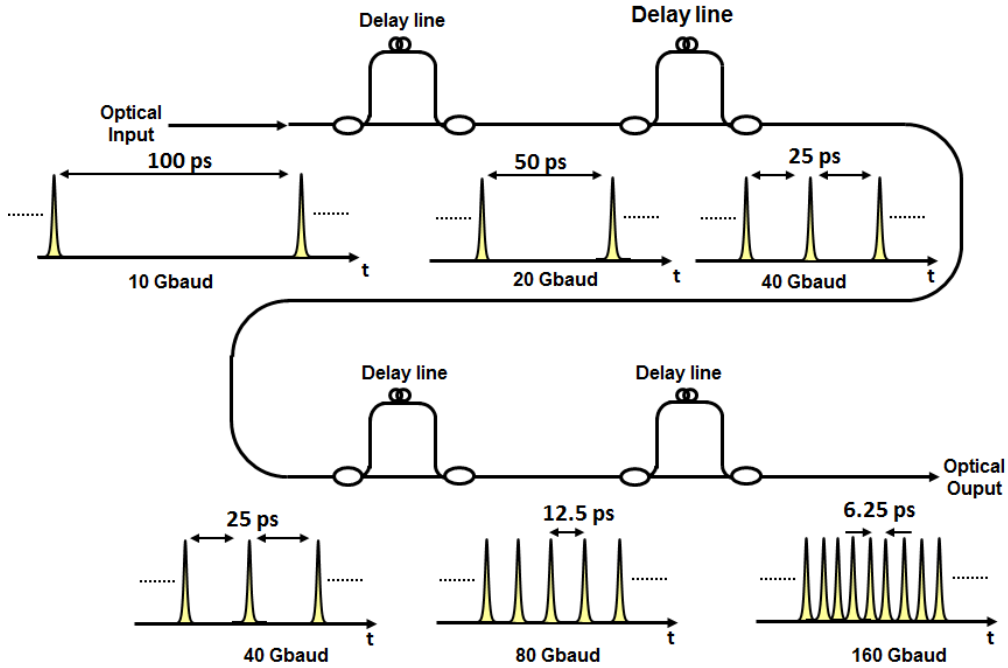 Delay line
Delay line
Optical
Input
100 ps
50 ps
25 ps
........
........
........
........
........
........
t
t
t
10 Gbaud
20 Gbaud
40 Gbaud
Delay line
Delay line
Optical
Ouput
25 ps
12.5 ps
6.25 ps
........
........
........
........
........
........
t
t
t
40 Gbaud
80 Gbaud
160 Gbaud